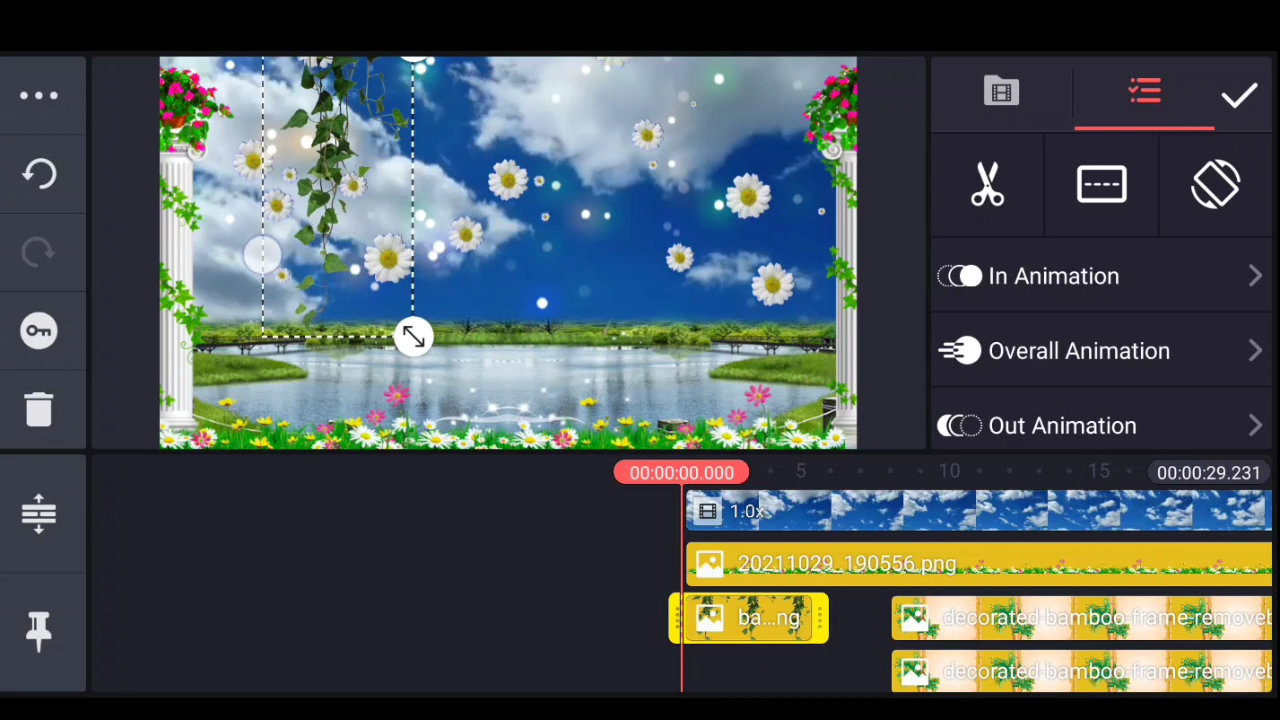 In Animation
Overall Animation
Out Animation
00:00:00.000
5
10
15
00:00:29.231
1.0x
20211029_190556.png
ba...ng
decorated-bamboo-frame-removeb
decorated-bamboo-frame-removeb